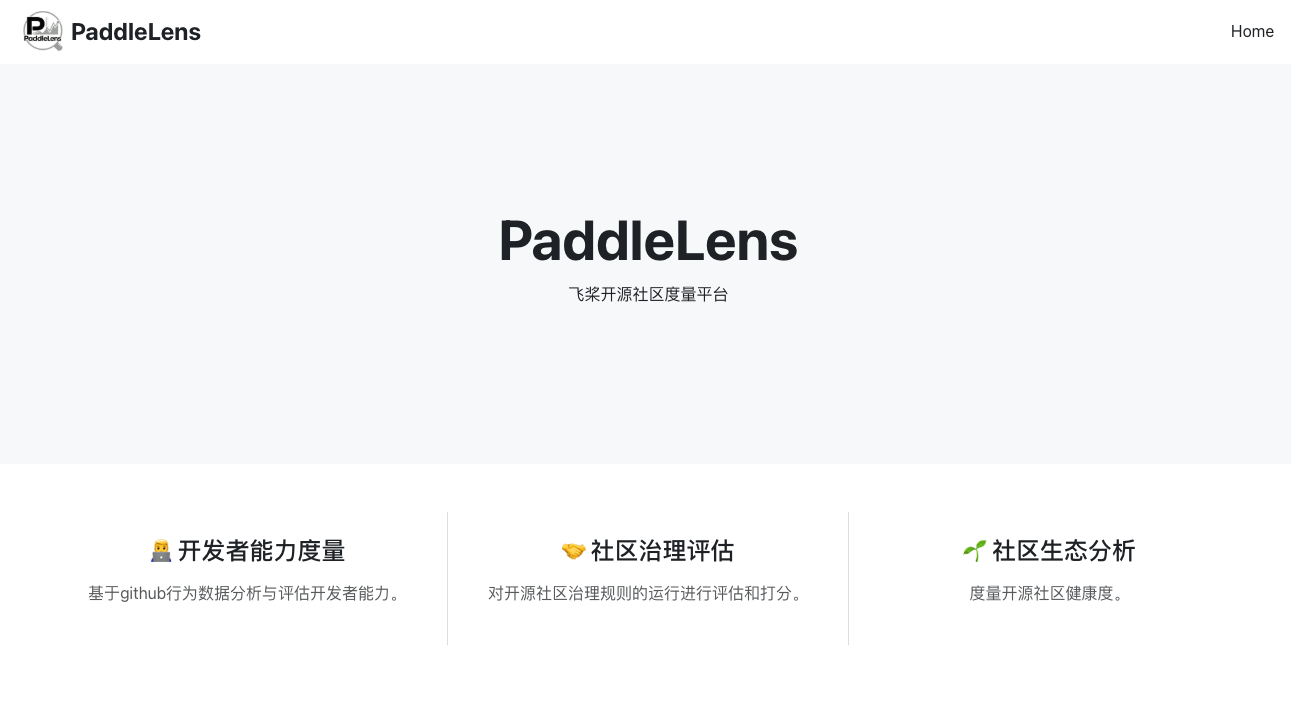 P
PaddleLens
PaddleLens
Home
PaddleLens
飞桨开源社区度量平台
开发者能力度量
基于github行为数据分析与评估开发者能力。
社区治理评估
对开源社区治理规则的运行进行评估和打分。
社区生态分析
度量开源社区健康度。